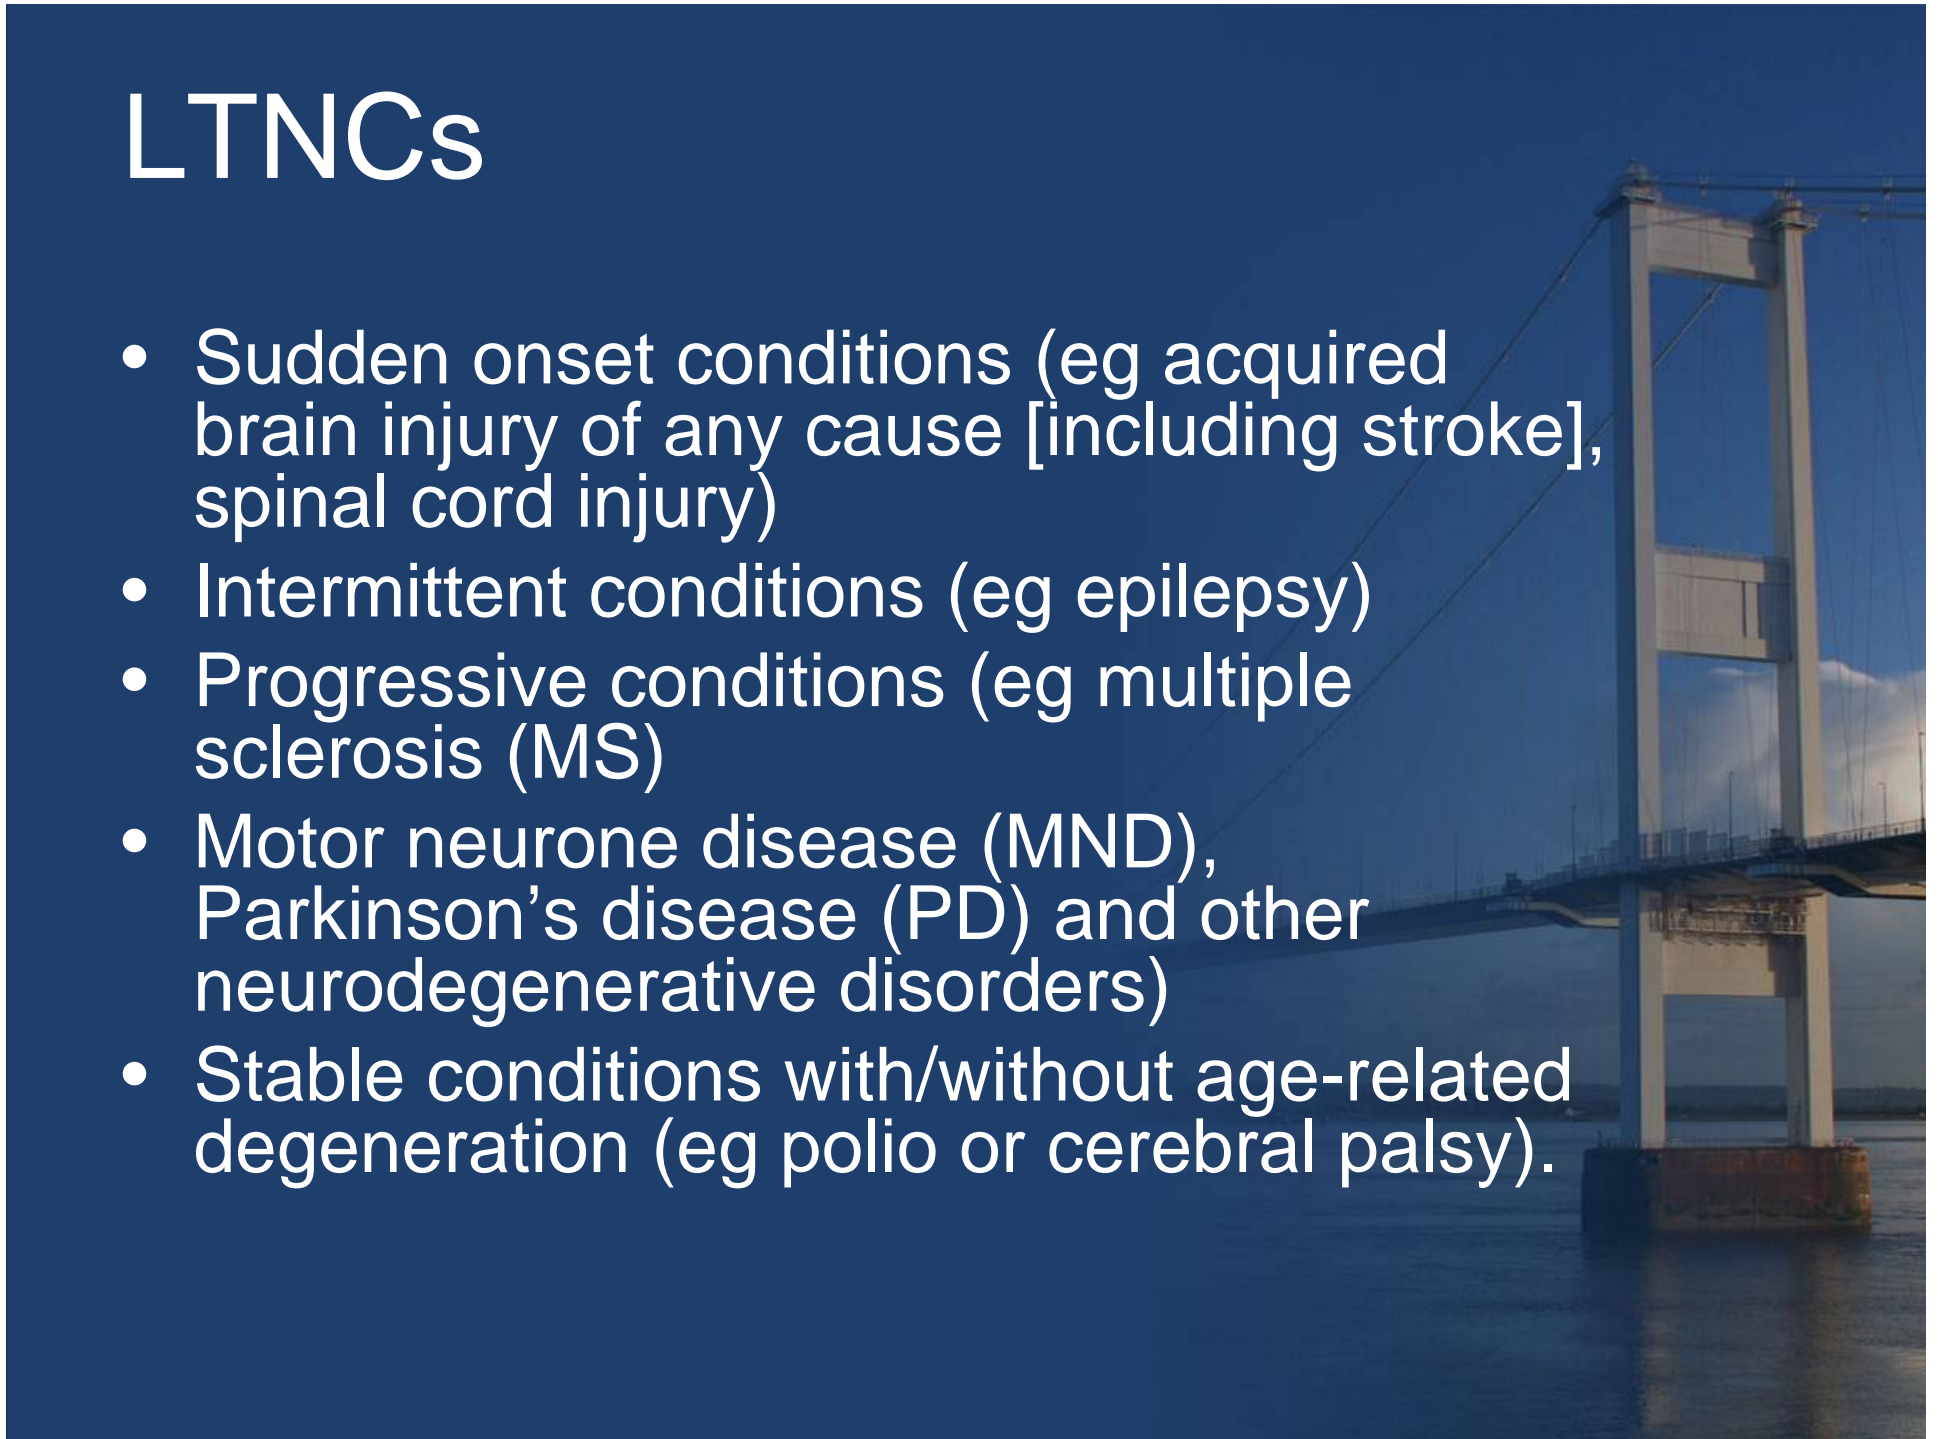 LTNCs
• Sudden onset conditions (eg acquired
brain injury of any cause [including stroke],
spinal cord injury)
• Intermittent conditions (eg epilepsy)
• Progressive conditions (eg multiple
sclerosis (MS)
• Motor neurone disease (MND),
Parkinson’s disease (PD) and other
neurodegenerative disorders)
• Stable conditions with/without age-related
degeneration (eg polio or cerebral palsy).